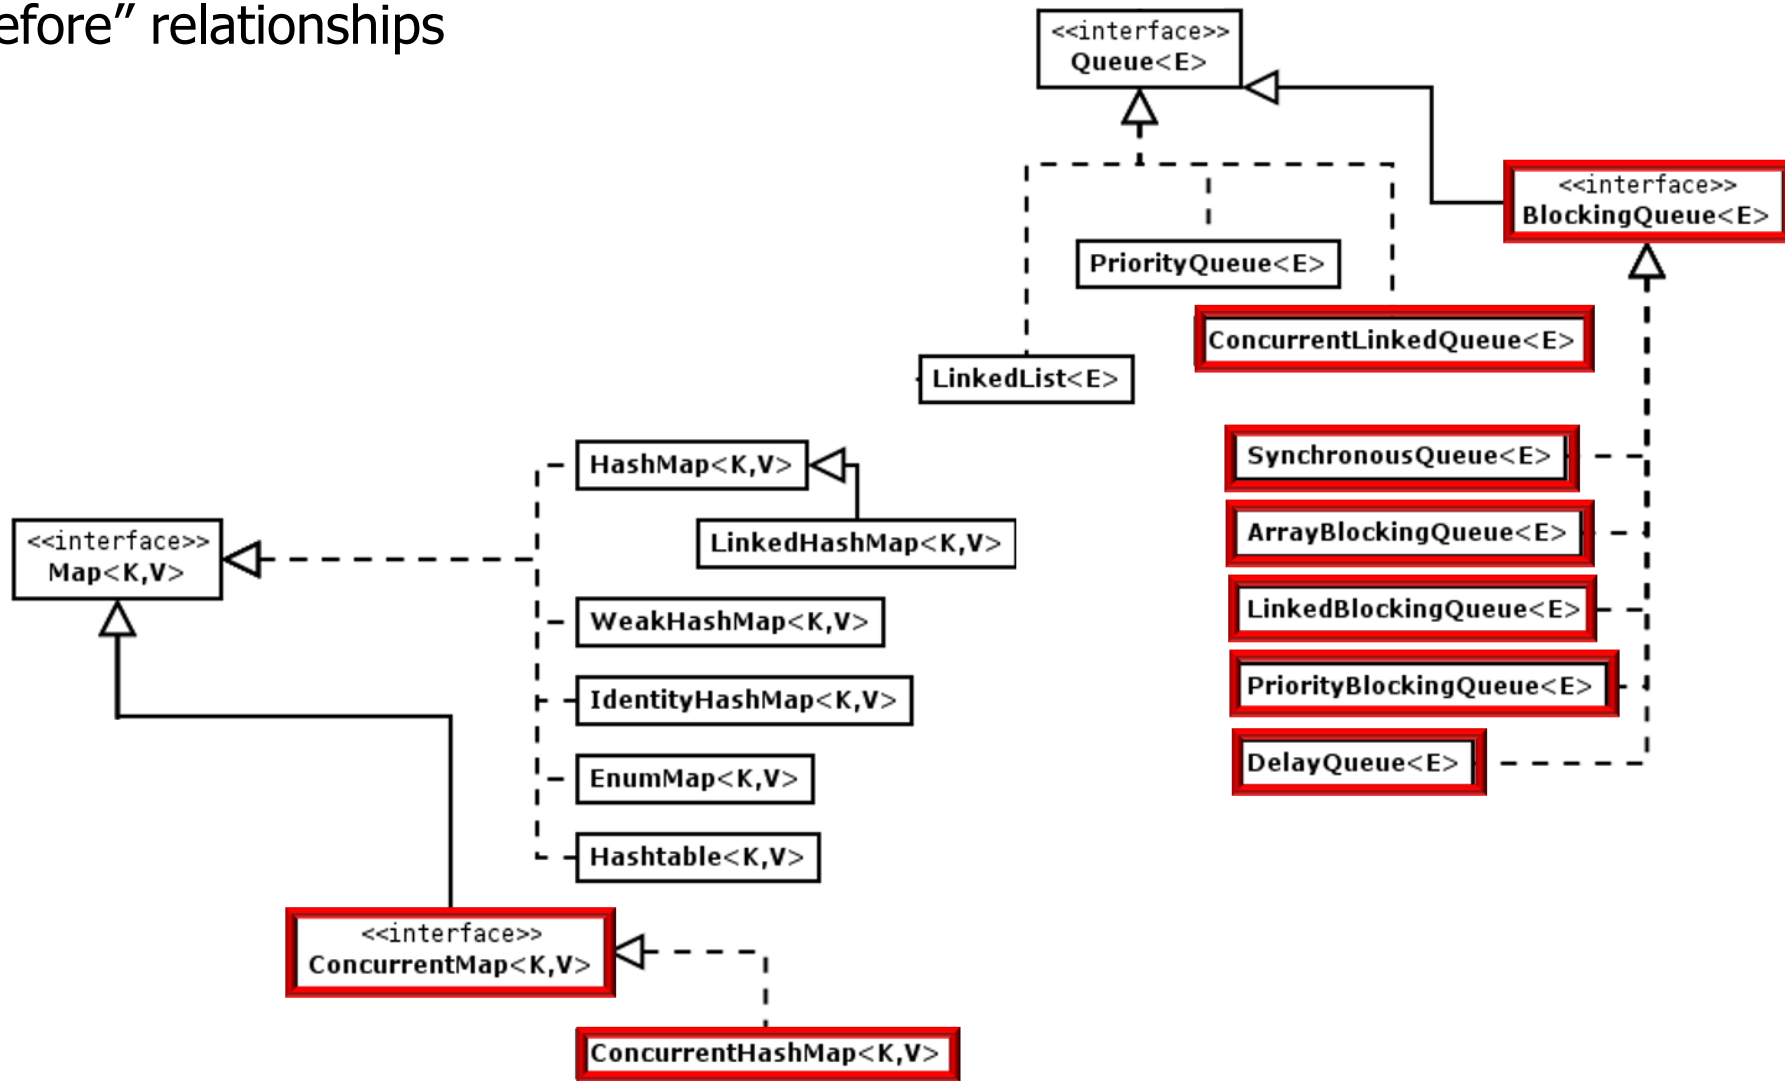 efore” relationships
<<interface>>
Queue<E>
<<interface>>
BlockingQueue<E>
PriorityQueue<E>
ConcurrentLinkedQueue<E>
LinkedList<E>
SynchronousQueue<E>
ArrayBlockingQueue<E>
LinkedBlockingQueue<E>
PriorityBlockingQueue<E>
DelayQueue<E>
HashMap<K,V>
LinkedHashMap<K,V>
<<interface>>
Map<K,V>
WeakHashMap<K,V>
IdentityHashMap<K,V>
EnumMap<K,V>
Hashtable<K,V>
<<interface>>
ConcurrentMap<K,V>
ConcurrentHashMap<K,V>